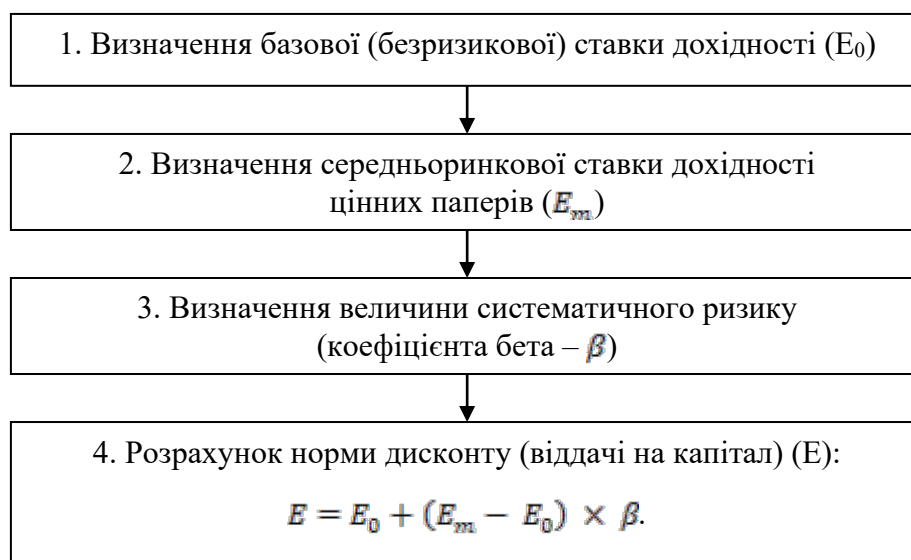 1. Визначення базової (безризикової) ставки дохідності (E₀)
2. Визначення середньоринкової ставки дохідності
цінних паперів (Eₘ)
3. Визначення величини систематичного ризику
(коефіцієнта бета – β)
4. Розрахунок норми дисконту (віддачі на капітал) (Е):
E = E₀ + (Eₘ − E₀) × β.